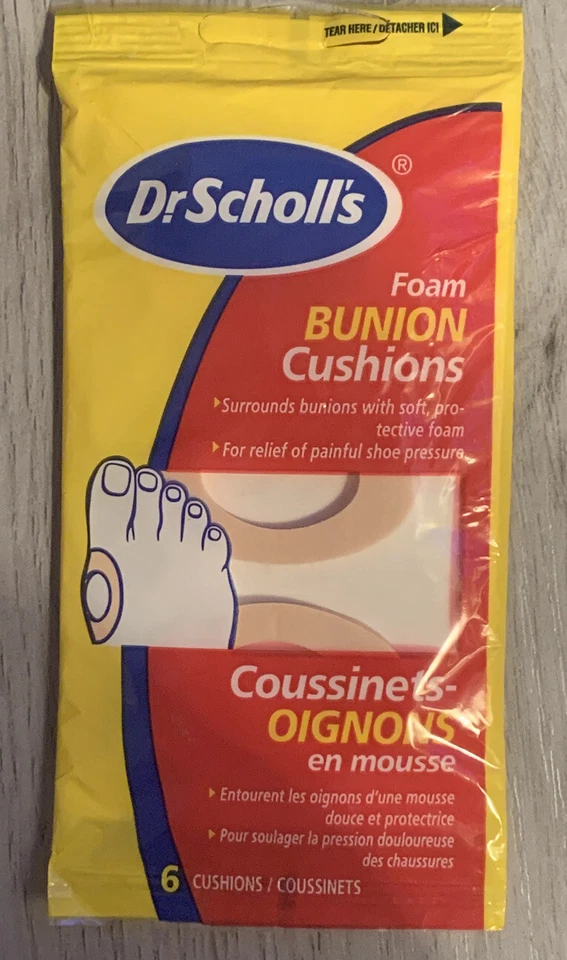 TEAR HERE / DÉTACHER ICI
Dr.Scholl's ®
Foam
BUNION
Cushions
Surrounds bunions with soft, pro-
tective foam
For relief of painful shoe pressure
Coussinets-
OIGNONS
en mousse
Entourent les oignons d'une mousse
douce et protectrice
Pour soulager la pression douloureuse
des chaussures
6 CUSHIONS / COUSSINETS